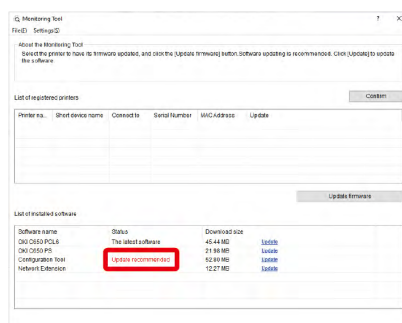 Monitoring Tool ? X
File(F) Settings(S)
About the Monitoring Tool
Select the printer to have its firmware updated, and click the [Update firmware] button.Software updating is recommended. Click [Update] to update
the software.
List of registered printers
Confirm
Printer na... Short device name Connect to Serial Number MAC Address Update
Update firmware
List of installed software
Software name Status Download size
OKI C650 PCL6 The latest software 45.44 MB Update
OKI C650 PS 21.98 MB Update
Configuration Tool Update recommended 52.80 MB Update
Network Extension 12.27 MB Update